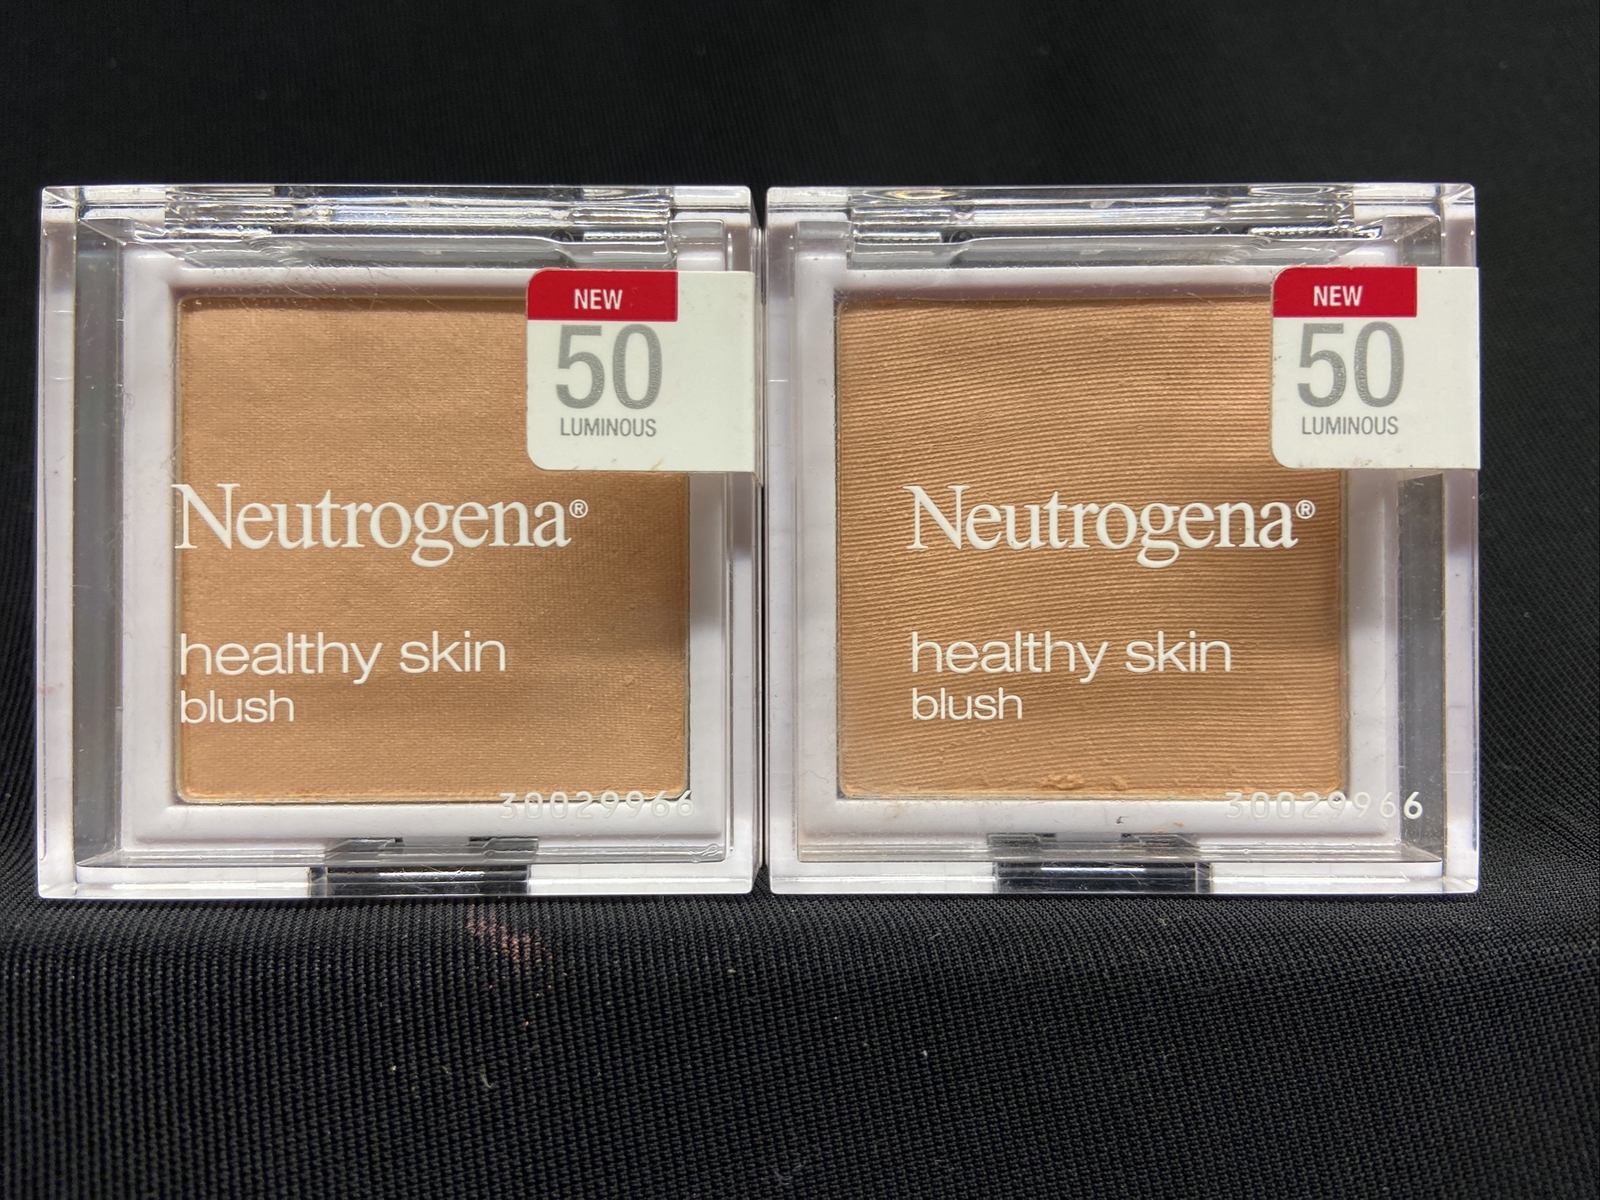 NEW
50
LUMINOUS
Neutrogena®
healthy skin
blush
30029966
NEW
50
LUMINOUS
Neutrogena®
healthy skin
blush
30029966